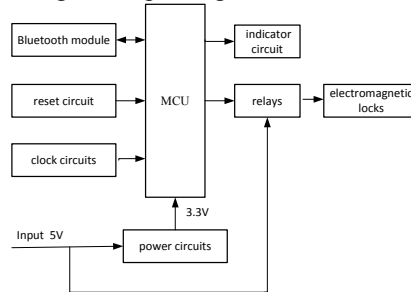 Bluetooth module
indicator
circuit
reset circuit
MCU
relays
electromagnetic
locks
clock circuits
3.3V
Input 5V
power circuits